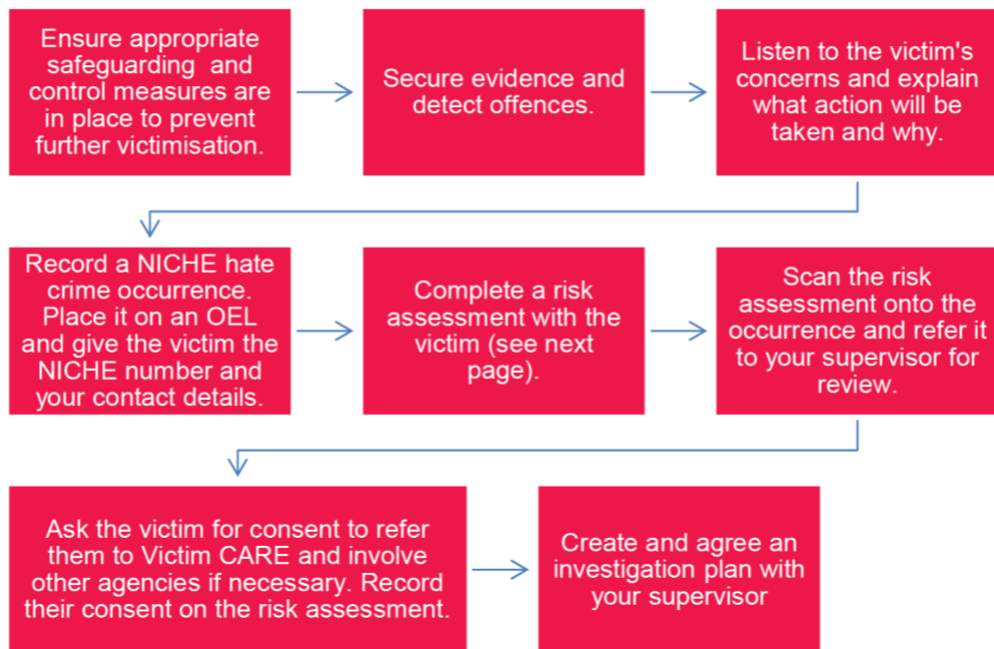 Ensure appropriate
safeguarding and
control measures are
in place to prevent
further victimisation.
Secure evidence and
detect offences.
Listen to the victim's
concerns and explain
what action will be
taken and why.
Record a NICHE hate
crime occurrence.
Place it on an OEL
and give the victim the
NICHE number and
your contact details.
Complete a risk
assessment with the
victim (see next
page).
Scan the risk
assessment onto the
occurrence and refer it
to your supervisor for
review.
Ask the victim for consent to refer
them to Victim CARE and involve
other agencies if necessary. Record
their consent on the risk assessment.
Create and agree an
investigation plan with
your supervisor